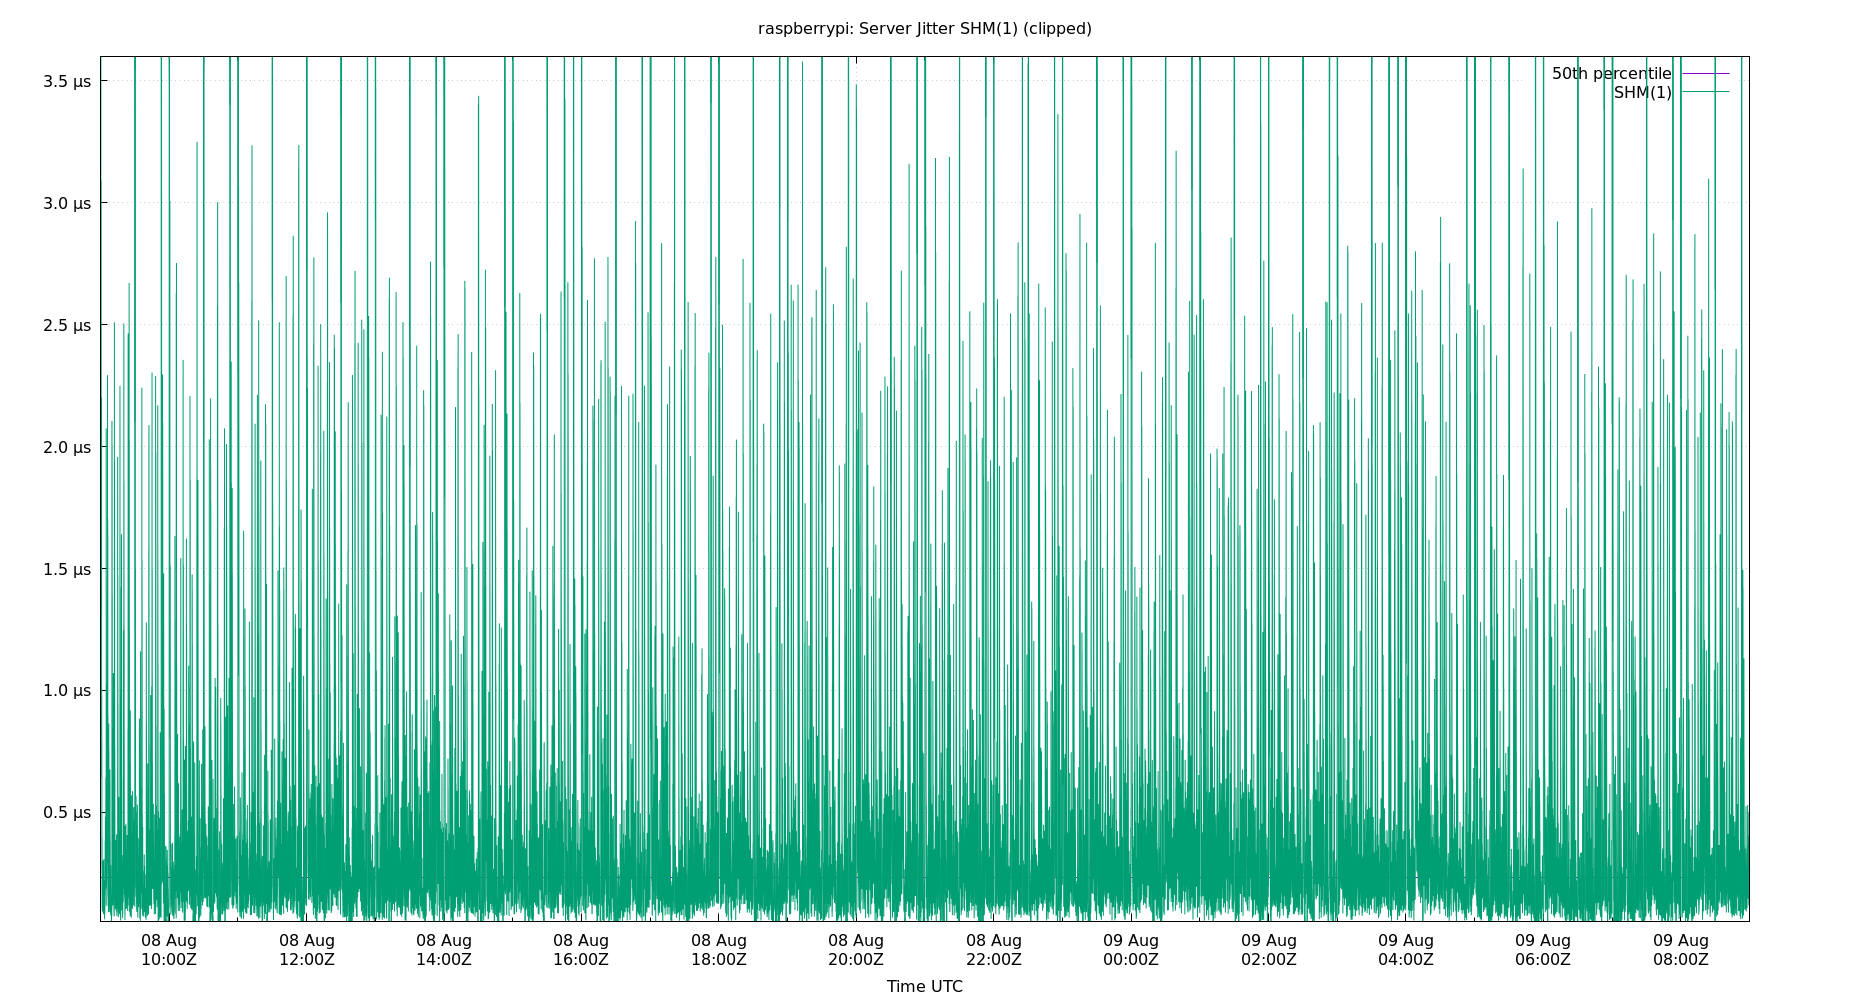 raspberrypi: Server Jitter SHM(1) (clipped)
50th percentile
SHM(1)
3.5 µs
3.0 µs
2.5 µs
2.0 µs
1.5 µs
1.0 µs
0.5 µs
08 Aug 08 Aug 08 Aug 08 Aug 08 Aug 08 Aug 08 Aug 09 Aug 09 Aug 09 Aug 09 Aug 09 Aug
10:00Z 12:00Z 14:00Z 16:00Z 18:00Z 20:00Z 22:00Z 00:00Z 02:00Z 04:00Z 06:00Z 08:00Z
Time UTC